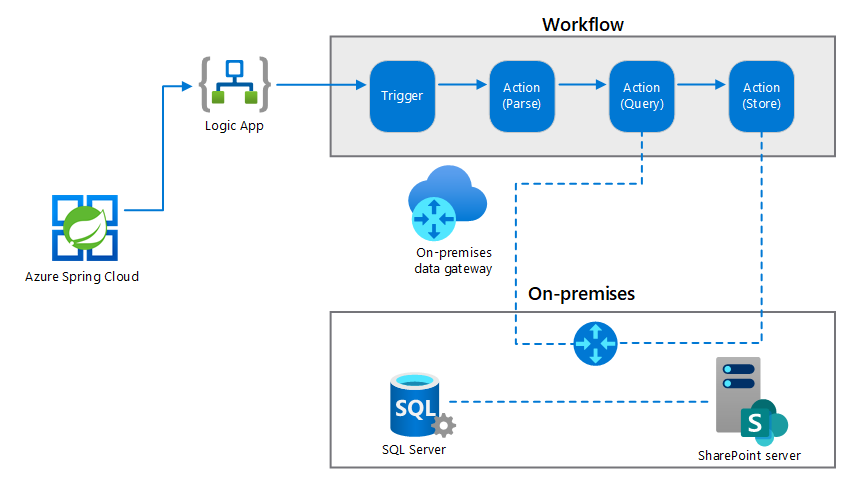 Workflow
Trigger
Action
(Parse)
Action
(Query)
Action
(Store)
Logic App
On-premises
data gateway
Azure Spring Cloud
On-premises
SQL
SQL Server
S
SharePoint server